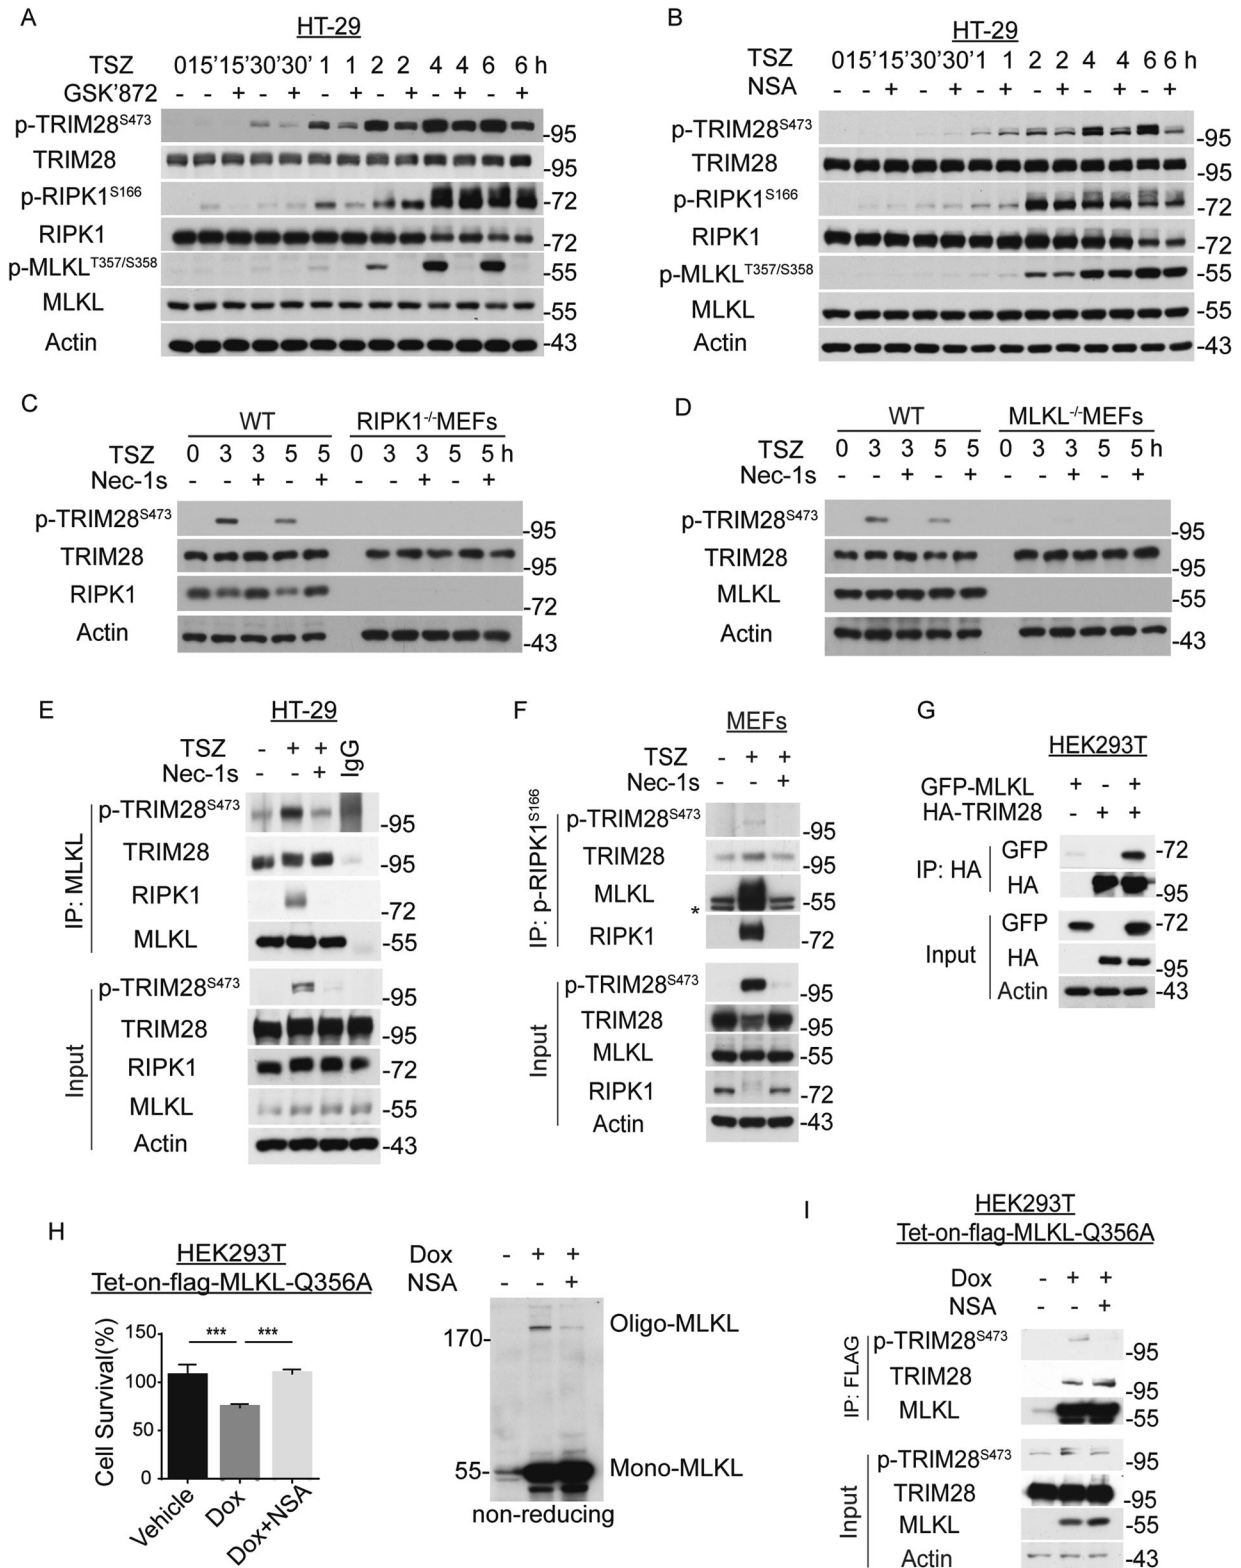 A
HT-29
TSZ 0 15' 15' 30' 30' 1 1 2 2 4 4 6 6 h
GSK'872 - - + - + - + - + - + - +
p-TRIM28S473 -95
TRIM28 -95
p-RIPK1S166 -72
RIPK1 -72
p-MLKLT357/S358 -55
MLKL -55
Actin -43
B
HT-29
TSZ 0 15' 15' 30' 30' 1 1 2 2 4 4 6 6 h
NSA - - + - + - + - + - + - +
p-TRIM28S473 -95
TRIM28 -95
p-RIPK1S166 -72
RIPK1 -72
p-MLKLT357/S358 -55
MLKL -55
Actin -43
C
WT RIPK1-/-MEFs
TSZ 0 3 3 5 5 0 3 3 5 5 h
Nec-1s - - + - + - - + - +
p-TRIM28S473 -95
TRIM28 -95
RIPK1 -72
Actin -43
D
WT MLKL-/-MEFs
TSZ 0 3 3 5 5 0 3 3 5 5 h
Nec-1s - - + - + - - + - +
p-TRIM28S473 -95
TRIM28 -95
MLKL -55
Actin -43
E
HT-29
TSZ - + + IgG
Nec-1s - - +
IP: MLKL
p-TRIM28S473 -95
TRIM28 -95
RIPK1 -72
MLKL -55
Input
p-TRIM28S473 -95
TRIM28 -95
RIPK1 -72
MLKL -55
Actin -43
F
MEFs
TSZ - + +
Nec-1s - - +
IP: p-RIPK1S166
p-TRIM28S473 -95
TRIM28 -95
MLKL * -55
RIPK1 -72
Input
p-TRIM28S473 -95
TRIM28 -95
MLKL -55
RIPK1 -72
Actin -43
G
HEK293T
GFP-MLKL + - +
HA-TRIM28 - + +
IP: HA
GFP -72
HA -95
Input
GFP -72
HA -95
Actin -43
H
HEK293T
Tet-on-flag-MLKL-Q356A
Cell Survival(%)
150
100
50
0
*** ***
Vehicle
Dox
Dox+NSA
Dox - + +
NSA - - +
170- Oligo-MLKL
55- Mono-MLKL
non-reducing
I
HEK293T
Tet-on-flag-MLKL-Q356A
Dox - + +
NSA - - +
IP: FLAG
p-TRIM28S473 -95
TRIM28 -95
MLKL -55
Input
p-TRIM28S473 -95
TRIM28 -95
MLKL -55
Actin -43